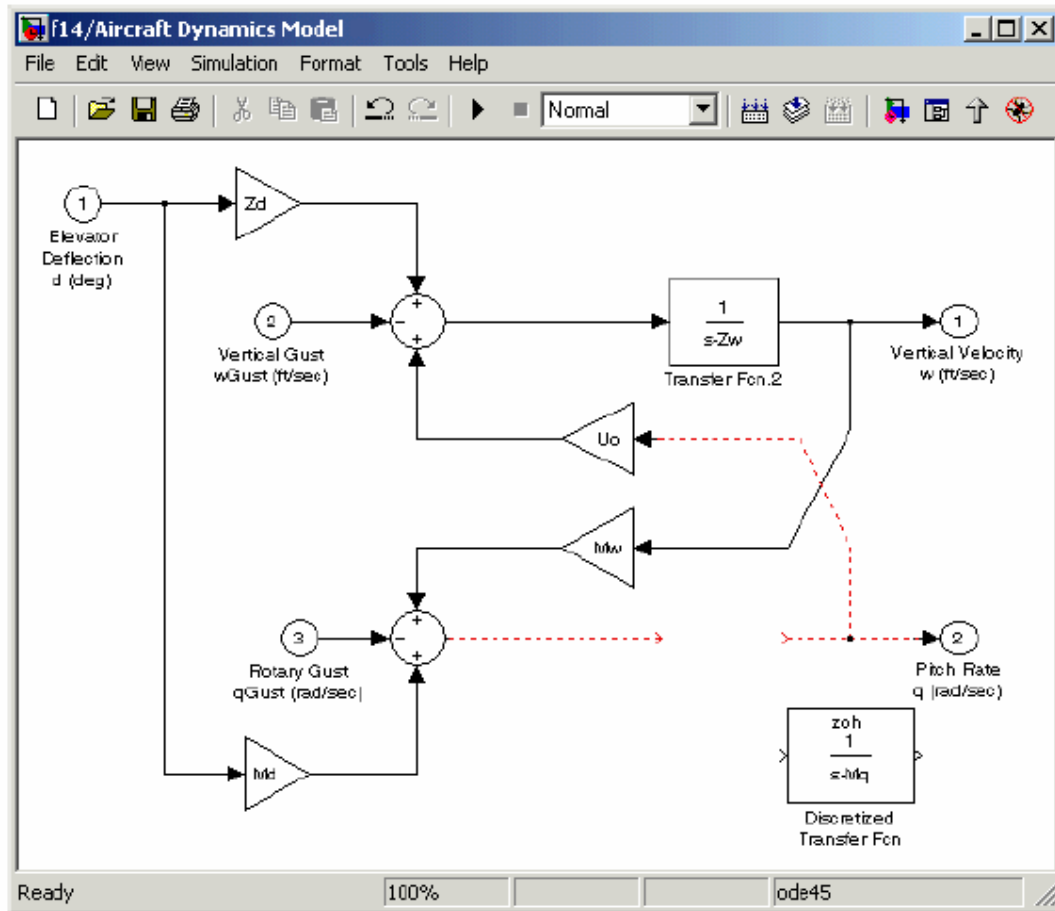 f14/Aircraft Dynamics Model
File Edit View Simulation Format Tools Help
Normal
1
Elevator
Deflection
d (deg)
Zd
+
-
+
2
Vertical Gust
wGust (ft/sec)
1
s-Zw
Transfer Fcn.2
1
Vertical Velocity
w (ft/sec)
Uo
Mw
3
Rotary Gust
qGust (rad/sec)
+
-
+
2
Pitch Rate
q (rad/sec)
Md
zoh
1
s-Mq
Discretized
Transfer Fcn
Ready 100% ode45